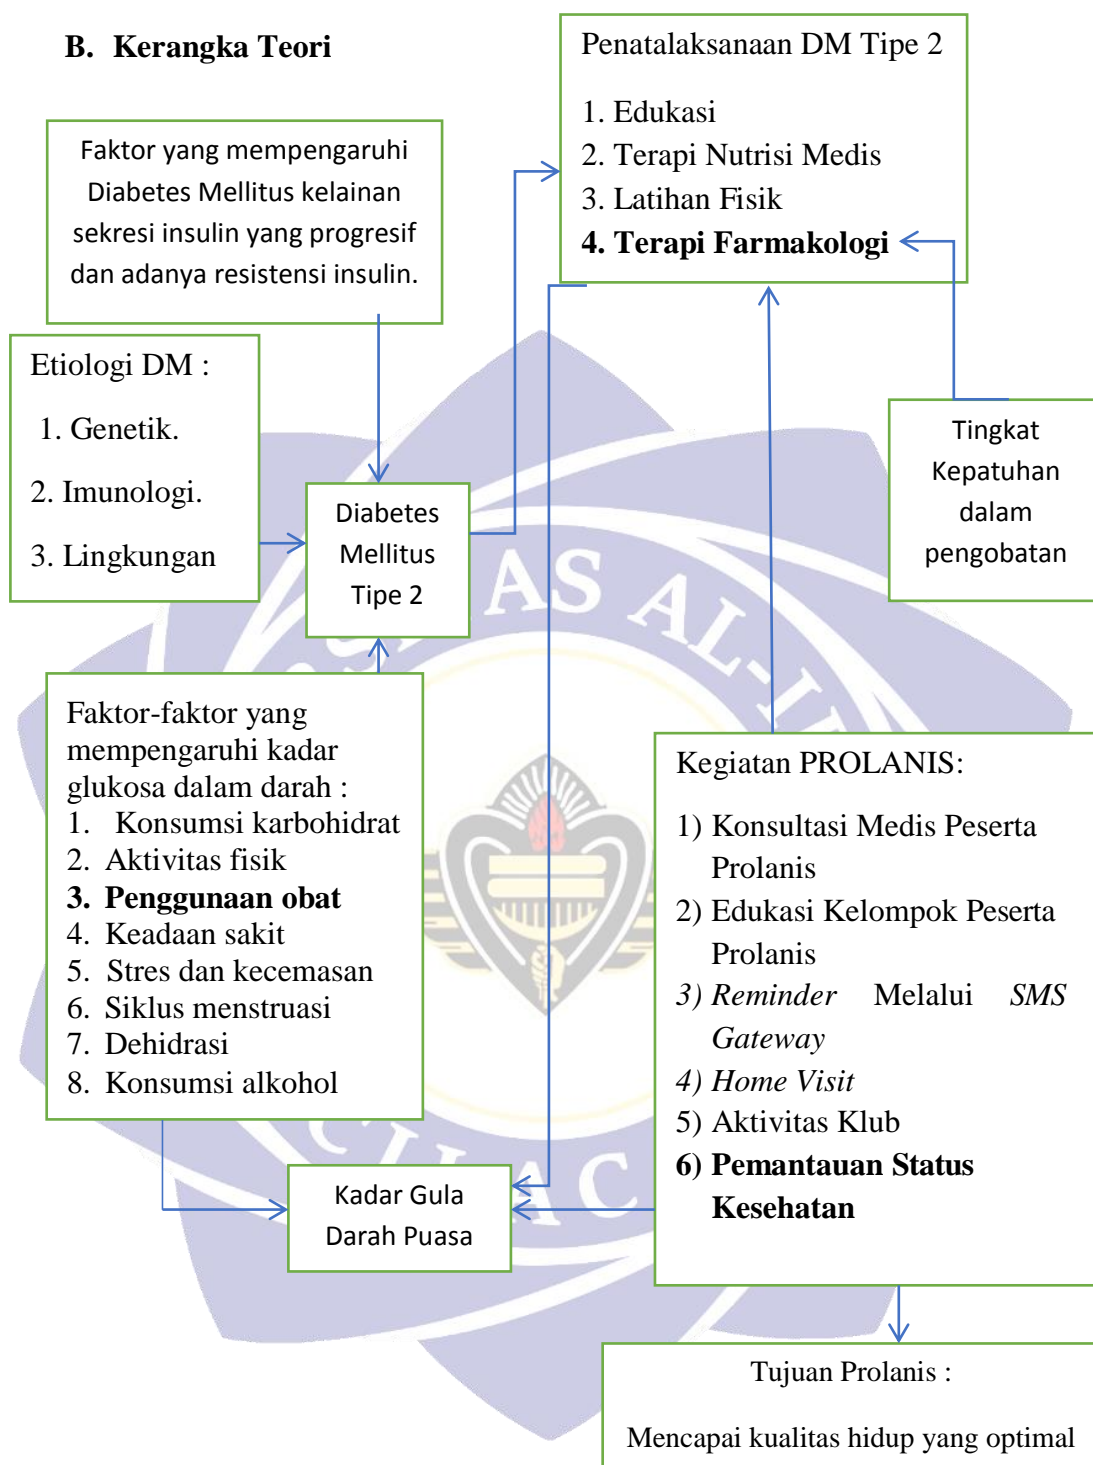 B. Kerangka Teori
Penatalaksanaan DM Tipe 2
1. Edukasi
2. Terapi Nutrisi Medis
3. Latihan Fisik
4. Terapi Farmakologi
Faktor yang mempengaruhi
Diabetes Mellitus kelainan
sekresi insulin yang progresif
dan adanya resistensi insulin.
Etiologi DM :
1. Genetik.
2. Imunologi.
3. Lingkungan
Diabetes
Mellitus
Tipe 2
Tingkat
Kepatuhan
dalam
pengobatan
Faktor-faktor yang
mempengaruhi kadar
glukosa dalam darah :
1. Konsumsi karbohidrat
2. Aktivitas fisik
3. Penggunaan obat
4. Keadaan sakit
5. Stres dan kecemasan
6. Siklus menstruasi
7. Dehidrasi
8. Konsumsi alkohol
Kegiatan PROLANIS:
1) Konsultasi Medis Peserta
Prolanis
2) Edukasi Kelompok Peserta
Prolanis
3) Reminder Melalui SMS
Gateway
4) Home Visit
5) Aktivitas Klub
6) Pemantauan Status
Kesehatan
Kadar Gula
Darah Puasa
Tujuan Prolanis :
Mencapai kualitas hidup yang optimal